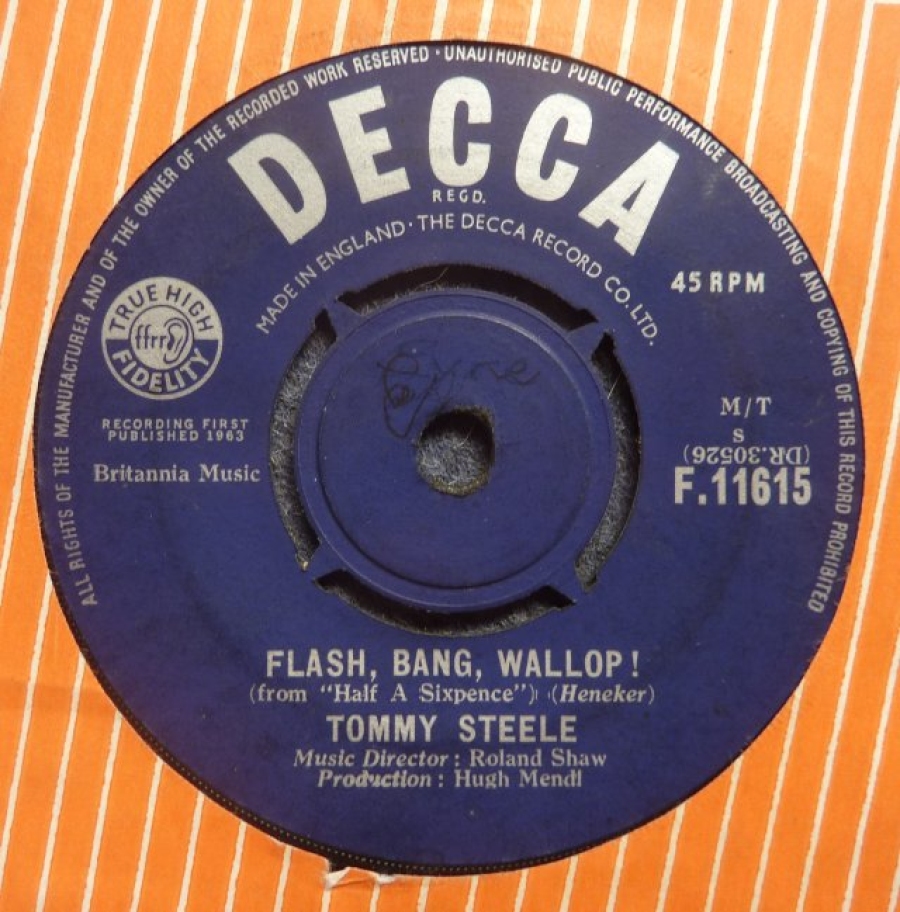 ALL RIGHTS OF THE MANUFACTURER AND OF THE OWNER OF THE RECORDED WORK RESERVED · UNAUTHORISED PUBLIC PERFORMANCE BROADCASTING AND COPYING OF THIS RECORD PROHIBITED
DECCA
REGD.
MADE IN ENGLAND · THE DECCA RECORD CO. LTD.
45 RPM
TRUE HIGH
ffrr
FIDELITY
RECORDING FIRST
PUBLISHED 1963
Britannia Music
M/T
S
(DR.30526)
F.11615
FLASH, BANG, WALLOP!
(from "Half A Sixpence") (Heneker)
TOMMY STEELE
Music Director : Roland Shaw
Production : Hugh Mendl